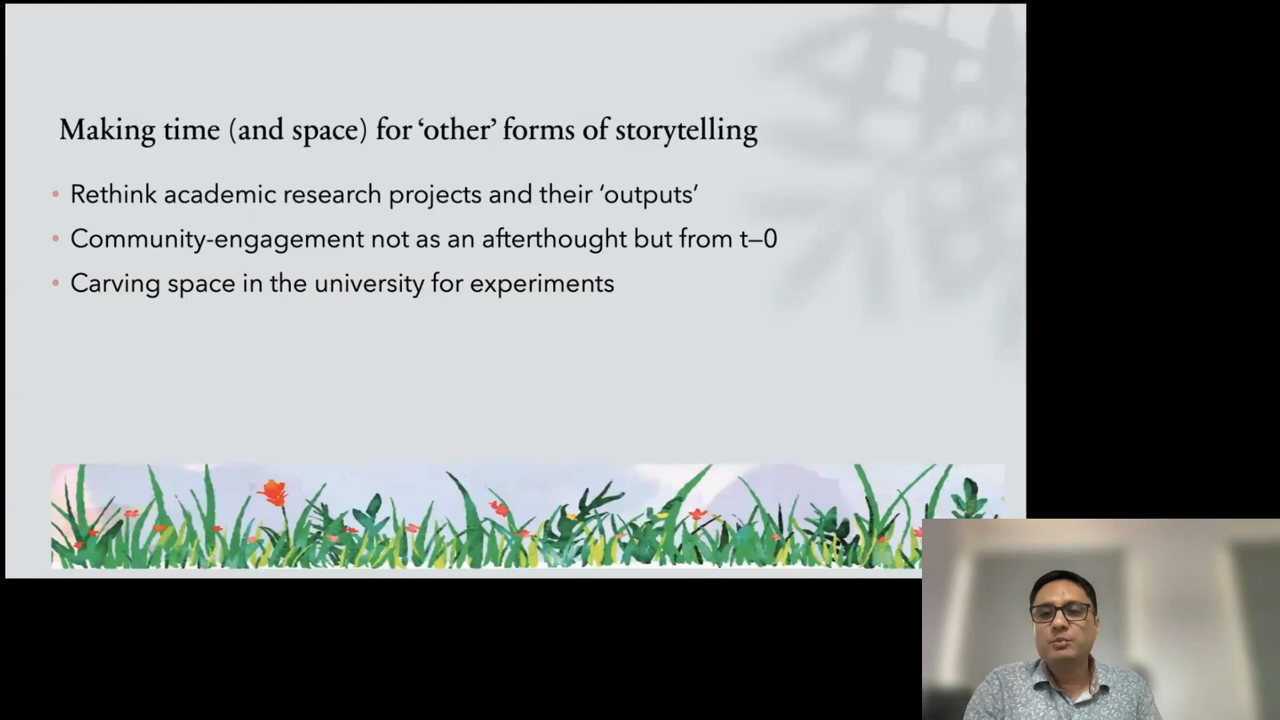 Making time (and space) for ‘other’ forms of storytelling
Rethink academic research projects and their ‘outputs’
Community-engagement not as an afterthought but from t–0
Carving space in the university for experiments